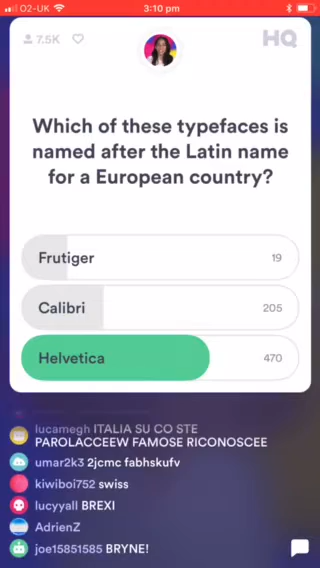 O2-UK 3:10 pm
7.5K HQ
Which of these typefaces is
named after the Latin name
for a European country?
Frutiger 19
Calibri 205
Helvetica 470
lucamegh ITALIA SU CO STE
PAROLACCEEW FAMOSE RICONOSCEE
umar2k3 2jcmc fabhskufv
kiwiboi752 swiss
lucyyall BREXI
AdrienZ
joe15851585 BRYNE!